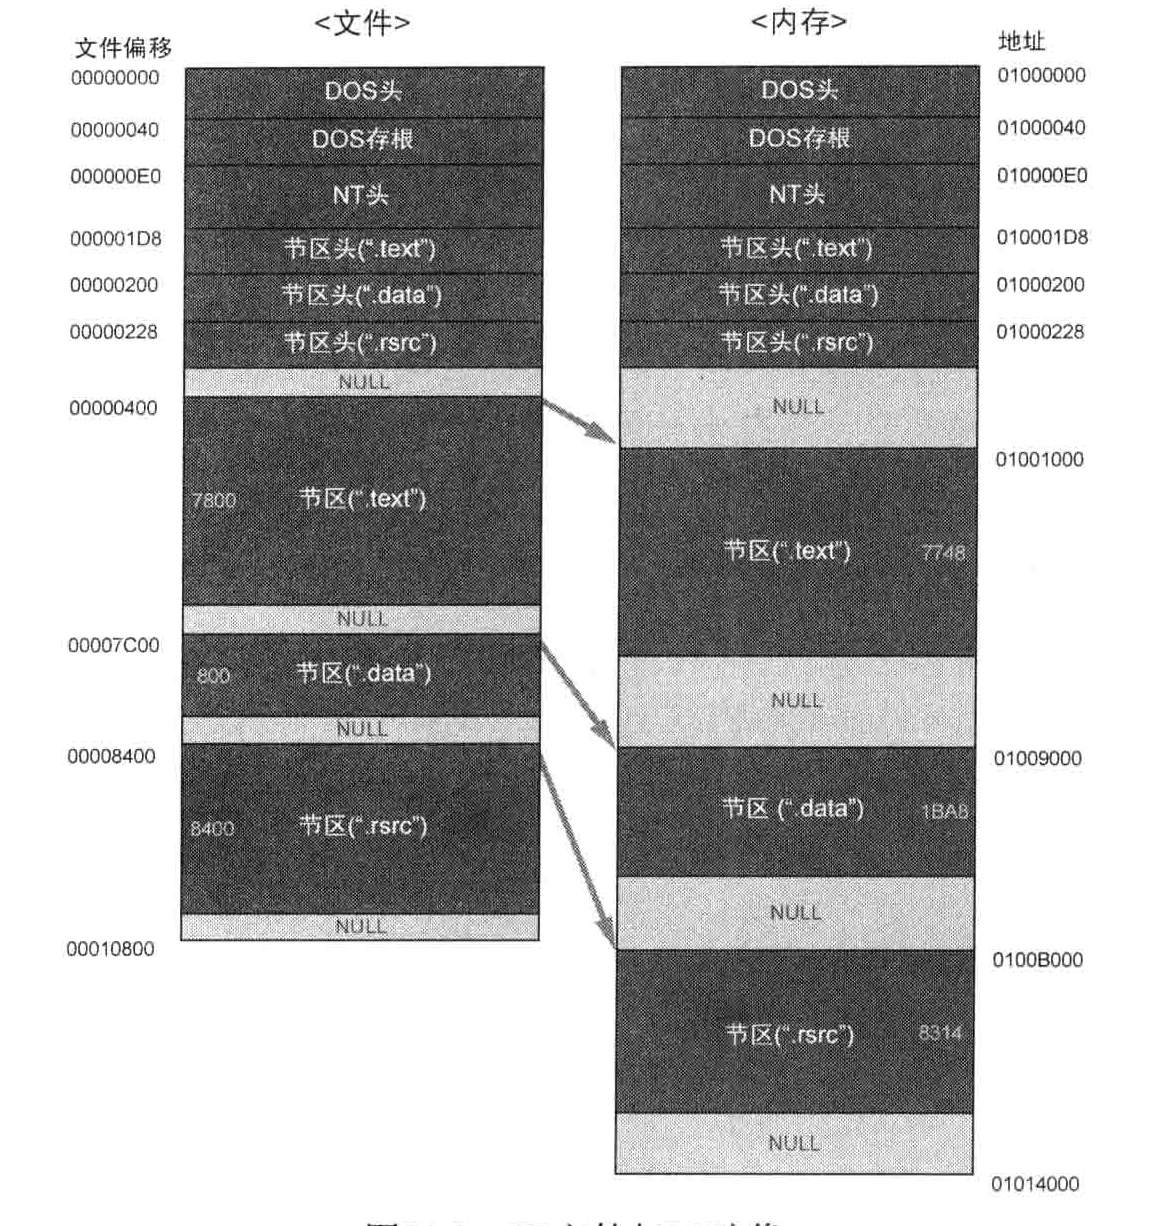 <文件>
<内存>
文件偏移
地址
00000000
DOS头
DOS头
01000000
00000040
DOS存根
DOS存根
01000040
000000E0
NT头
NT头
010000E0
000001D8
节区头(“.text”)
节区头(“.text”)
010001D8
00000200
节区头(“.data”)
节区头(“.data”)
01000200
00000228
节区头(“.rsrc”)
节区头(“.rsrc”)
01000228
NULL
NULL
00000400
01001000
7800
节区(“.text”)
节区(“.text”)
7748
NULL
00007C00
800
节区(“.data”)
NULL
NULL
00008400
01009000
8400
节区(“.rsrc”)
节区 (“.data”)
1BA8
NULL
NULL
00010800
0100B000
节区(“.rsrc”)
8314
NULL
01014000